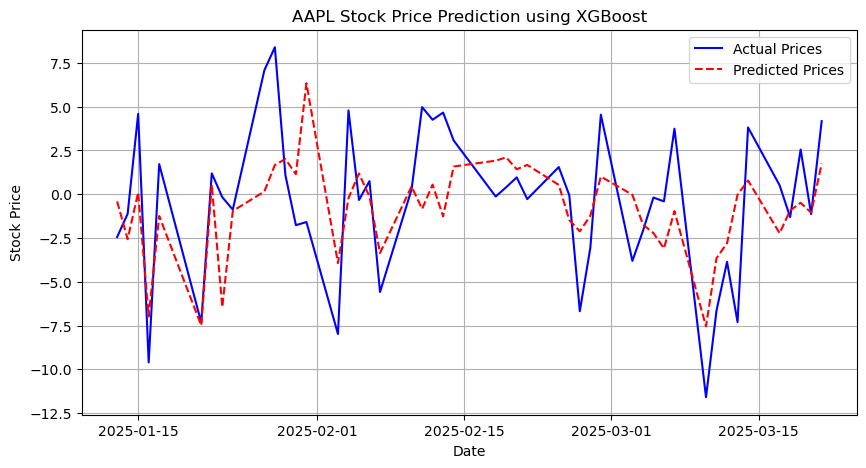 AAPL Stock Price Prediction using XGBoost
Actual Prices
Predicted Prices
Stock Price
7.5
5.0
2.5
0.0
−2.5
−5.0
−7.5
−10.0
−12.5
2025-01-15
2025-02-01
2025-02-15
2025-03-01
2025-03-15
Date